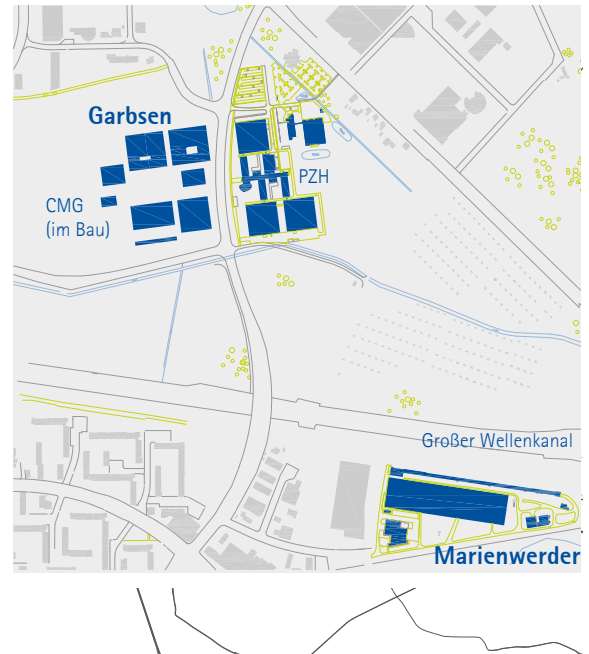 Garbsen
PZH
CMG
(im Bau)
Großer Wellenkanal
Marienwerder